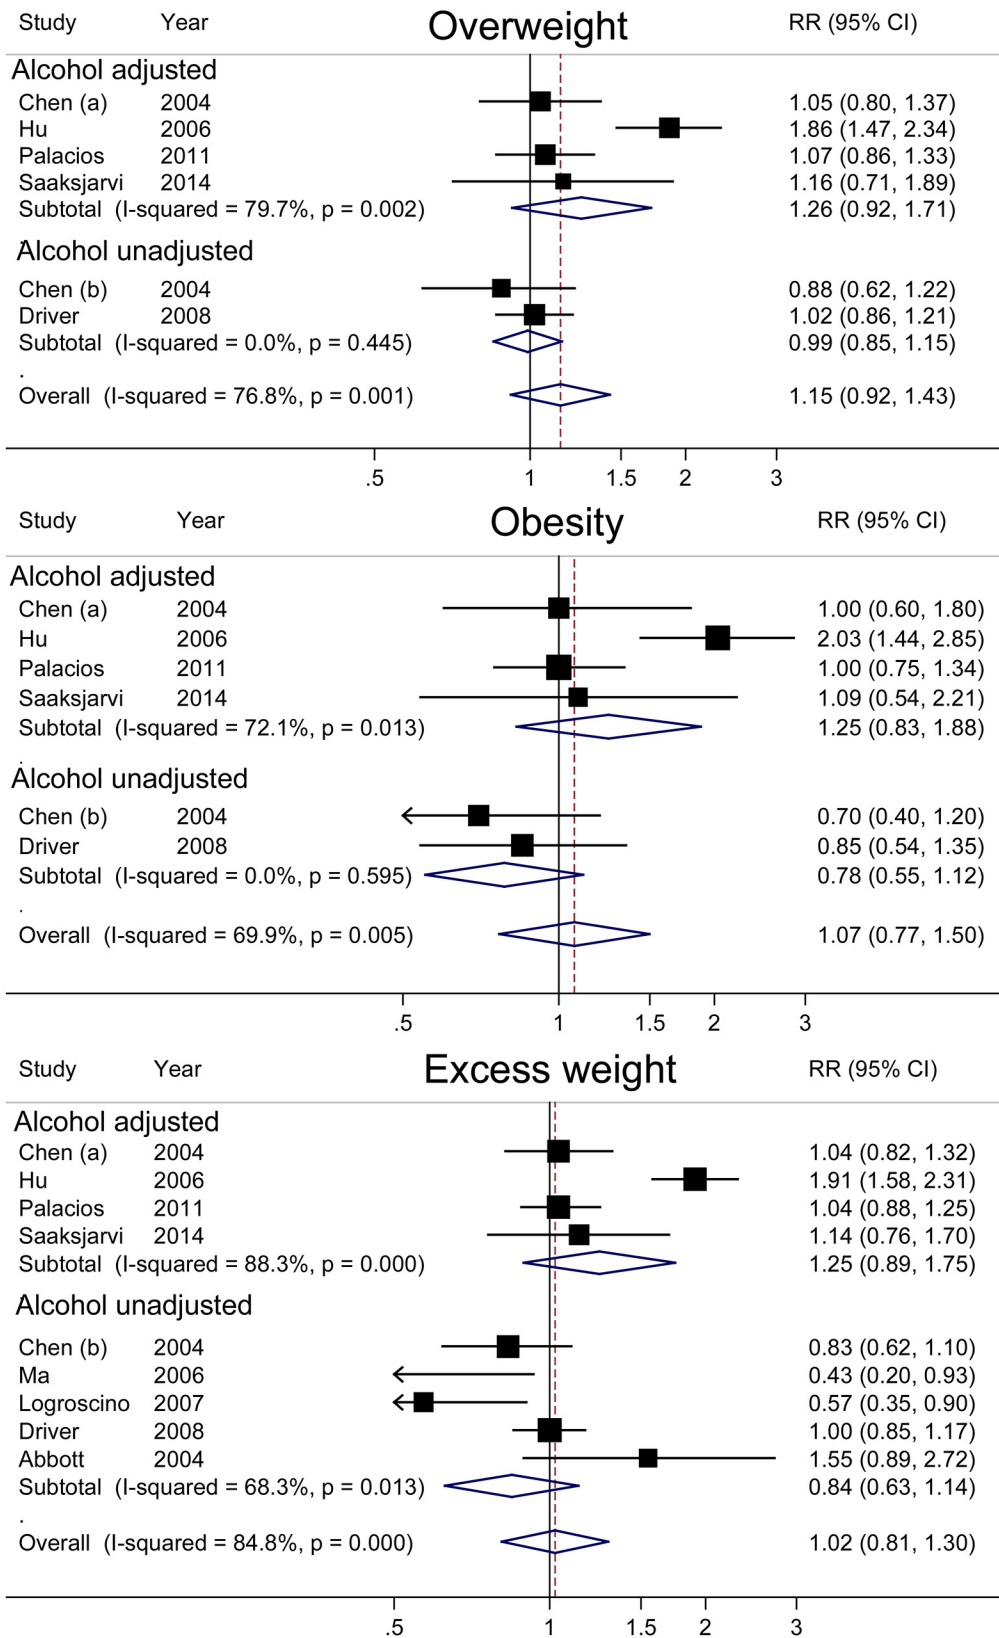 Study Year Overweight RR (95% CI)
Alcohol adjusted
Chen (a) 2004 1.05 (0.80, 1.37)
Hu 2006 1.86 (1.47, 2.34)
Palacios 2011 1.07 (0.86, 1.33)
Saaksjarvi 2014 1.16 (0.71, 1.89)
Subtotal (I-squared = 79.7%, p = 0.002) 1.26 (0.92, 1.71)
.
Alcohol unadjusted
Chen (b) 2004 0.88 (0.62, 1.22)
Driver 2008 1.02 (0.86, 1.21)
Subtotal (I-squared = 0.0%, p = 0.445) 0.99 (0.85, 1.15)
.
Overall (I-squared = 76.8%, p = 0.001) 1.15 (0.92, 1.43)
.5 1 1.5 2 3
Study Year Obesity RR (95% CI)
Alcohol adjusted
Chen (a) 2004 1.00 (0.60, 1.80)
Hu 2006 2.03 (1.44, 2.85)
Palacios 2011 1.00 (0.75, 1.34)
Saaksjarvi 2014 1.09 (0.54, 2.21)
Subtotal (I-squared = 72.1%, p = 0.013) 1.25 (0.83, 1.88)
.
Alcohol unadjusted
Chen (b) 2004 0.70 (0.40, 1.20)
Driver 2008 0.85 (0.54, 1.35)
Subtotal (I-squared = 0.0%, p = 0.595) 0.78 (0.55, 1.12)
.
Overall (I-squared = 69.9%, p = 0.005) 1.07 (0.77, 1.50)
.5 1 1.5 2 3
Study Year Excess weight RR (95% CI)
Alcohol adjusted
Chen (a) 2004 1.04 (0.82, 1.32)
Hu 2006 1.91 (1.58, 2.31)
Palacios 2011 1.04 (0.88, 1.25)
Saaksjarvi 2014 1.14 (0.76, 1.70)
Subtotal (I-squared = 88.3%, p = 0.000) 1.25 (0.89, 1.75)
.
Alcohol unadjusted
Chen (b) 2004 0.83 (0.62, 1.10)
Ma 2006 0.43 (0.20, 0.93)
Logroscino 2007 0.57 (0.35, 0.90)
Driver 2008 1.00 (0.85, 1.17)
Abbott 2004 1.55 (0.89, 2.72)
Subtotal (I-squared = 68.3%, p = 0.013) 0.84 (0.63, 1.14)
.
Overall (I-squared = 84.8%, p = 0.000) 1.02 (0.81, 1.30)
.5 1 1.5 2 3